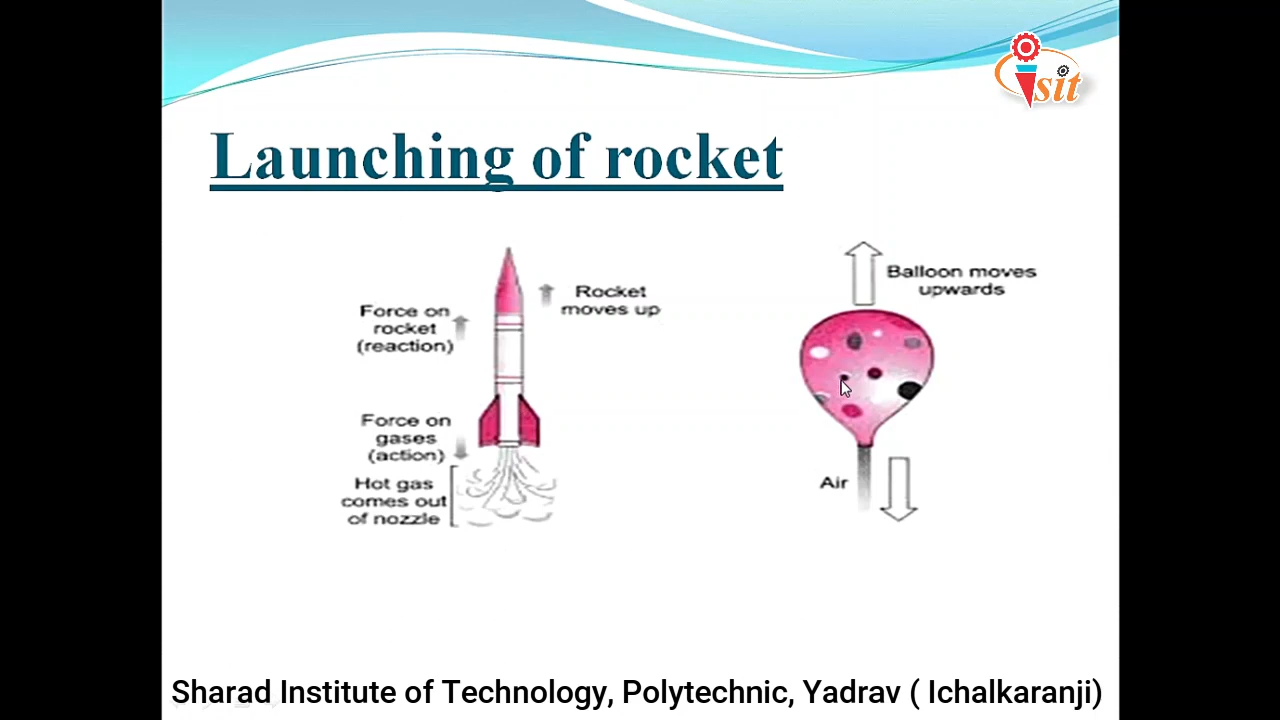 sit
Launching of rocket
Force on
rocket
(reaction)
Rocket
moves up
Force on
gases
(action)
Hot gas
comes out
of nozzle
Balloon moves
upwards
Air
Sharad Institute of Technology, Polytechnic, Yadrav ( Ichalkaranji)